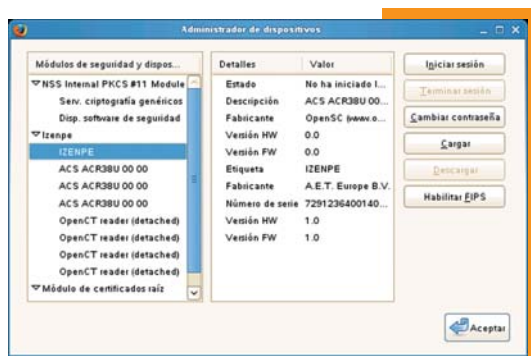 Administrador de dispositivos
Módulos de seguridad y dispos...
NSS Internal PKCS #11 Module
Serv. criptografía genéricos
Disp. software de seguridad
Izenpe
IZENPE
ACS ACR38U 00 00
ACS ACR38U 00 00
ACS ACR38U 00 00
OpenCT reader (detached)
OpenCT reader (detached)
OpenCT reader (detached)
OpenCT reader (detached)
Módulo de certificados raíz
Detalles Valor
Estado No ha iniciado l...
Descripción ACS ACR38U 00...
Fabricante OpenSC (www.o...
Versión HW 0.0
Versión FW 0.0
Etiqueta IZENPE
Fabricante A.E.T. Europe B.V.
Número de serie 7291236400140...
Versión HW 1.0
Versión FW 1.0
Iniciar sesión
Terminar sesión
Cambiar contraseña
Cargar
Descargar
Habilitar FIPS
Aceptar